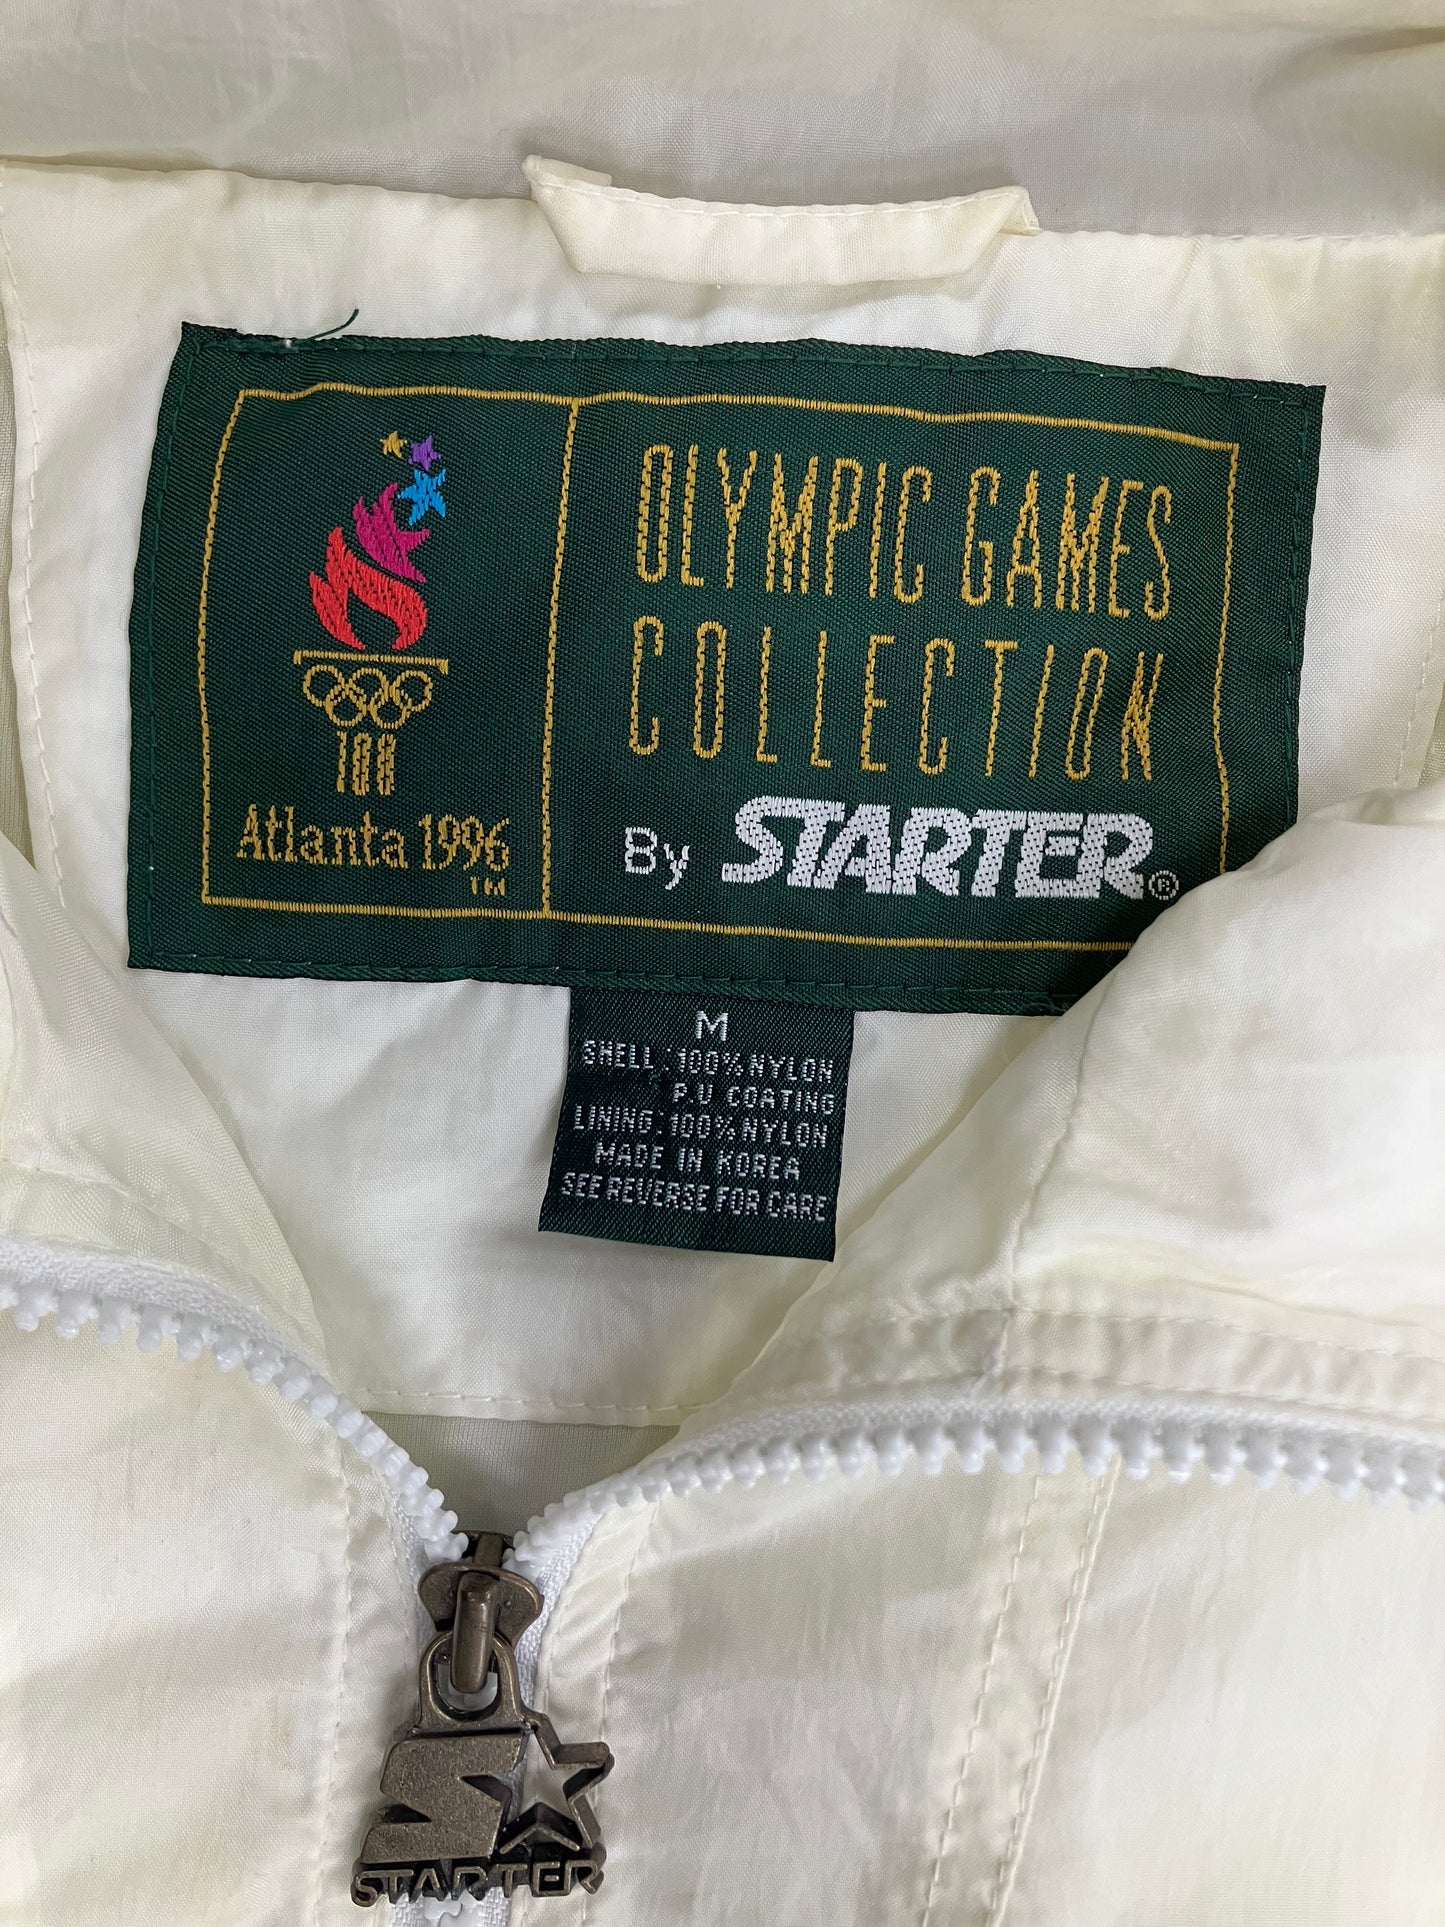 OLYMPIC GAMES
COLLECTION
By STARTER®
100
Atlanta 1996
TM
M
SHELL: 100% NYLON
P.U COATING
LINING: 100% NYLON
MADE IN KOREA
SEE REVERSE FOR CARE
S
STARTER